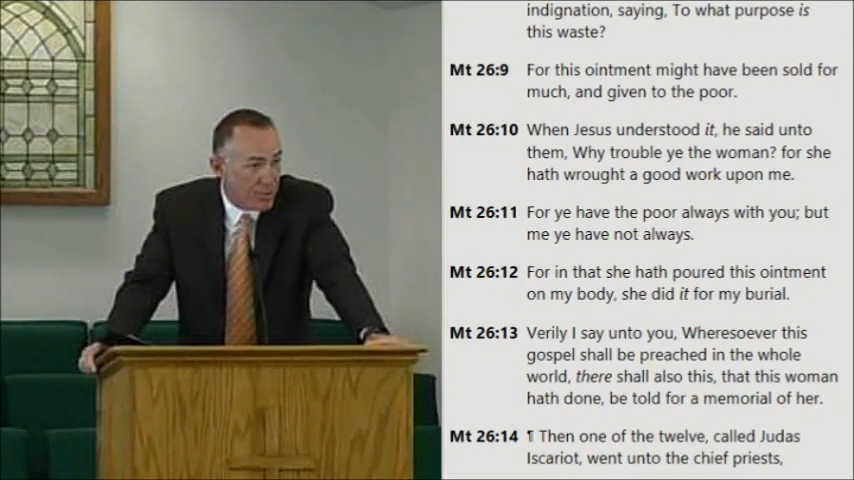 indignation, saying, To what purpose is
this waste?
Mt 26:9 For this ointment might have been sold for
much, and given to the poor.
Mt 26:10 When Jesus understood it, he said unto
them, Why trouble ye the woman? for she
hath wrought a good work upon me.
Mt 26:11 For ye have the poor always with you; but
me ye have not always.
Mt 26:12 For in that she hath poured this ointment
on my body, she did it for my burial.
Mt 26:13 Verily I say unto you, Wheresoever this
gospel shall be preached in the whole
world, there shall also this, that this woman
hath done, be told for a memorial of her.
Mt 26:14 ¶ Then one of the twelve, called Judas
Iscariot, went unto the chief priests,